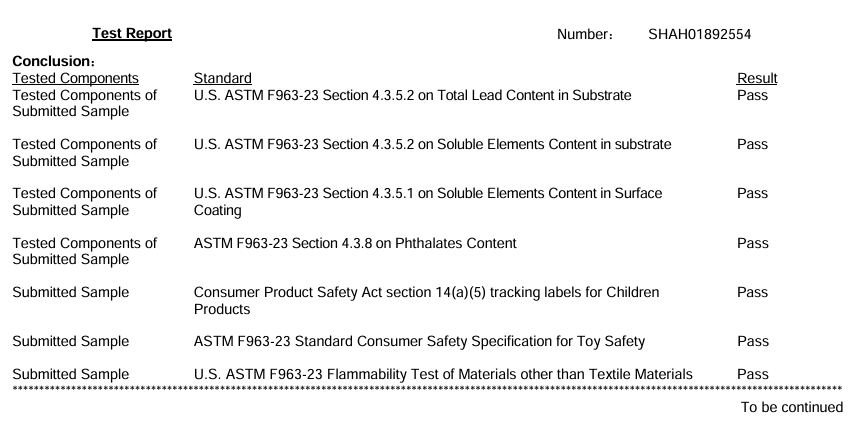 Test Report Number: SHAH01892554
Conclusion:
Tested Components Standard Result
Tested Components of U.S. ASTM F963-23 Section 4.3.5.2 on Total Lead Content in Substrate Pass
Submitted Sample
Tested Components of U.S. ASTM F963-23 Section 4.3.5.2 on Soluble Elements Content in substrate Pass
Submitted Sample
Tested Components of U.S. ASTM F963-23 Section 4.3.5.1 on Soluble Elements Content in Surface Pass
Submitted Sample Coating
Tested Components of ASTM F963-23 Section 4.3.8 on Phthalates Content Pass
Submitted Sample
Submitted Sample Consumer Product Safety Act section 14(a)(5) tracking labels for Children Pass
Products
Submitted Sample ASTM F963-23 Standard Consumer Safety Specification for Toy Safety Pass
Submitted Sample U.S. ASTM F963-23 Flammability Test of Materials other than Textile Materials Pass
****************************************************************************************************************************************************************
To be continued